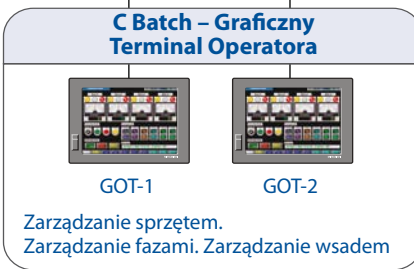 C Batch – Graficzny
Terminal Operatora
GOT-1 GOT-2
Zarządzanie sprzętem.
Zarządzanie fazami. Zarządzanie wsadem